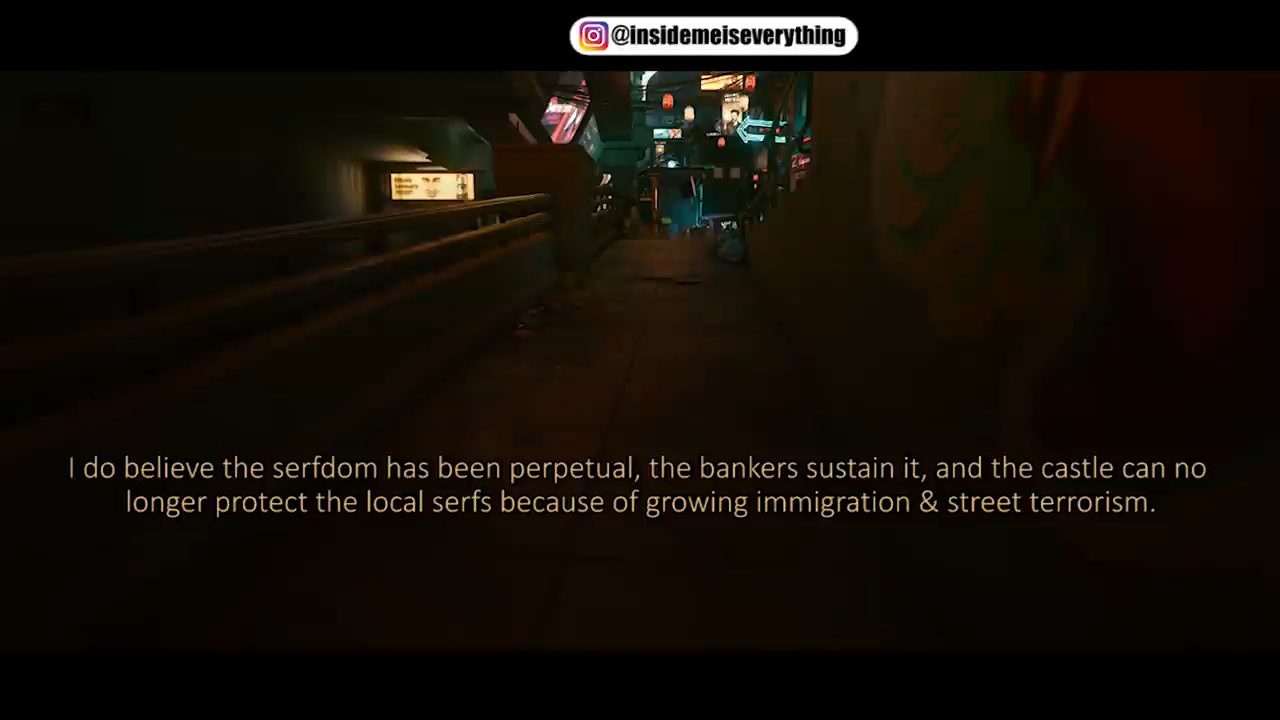 @insidemeiseverything
I do believe the serfdom has been perpetual, the bankers sustain it, and the castle can no
longer protect the local serfs because of growing immigration & street terrorism.